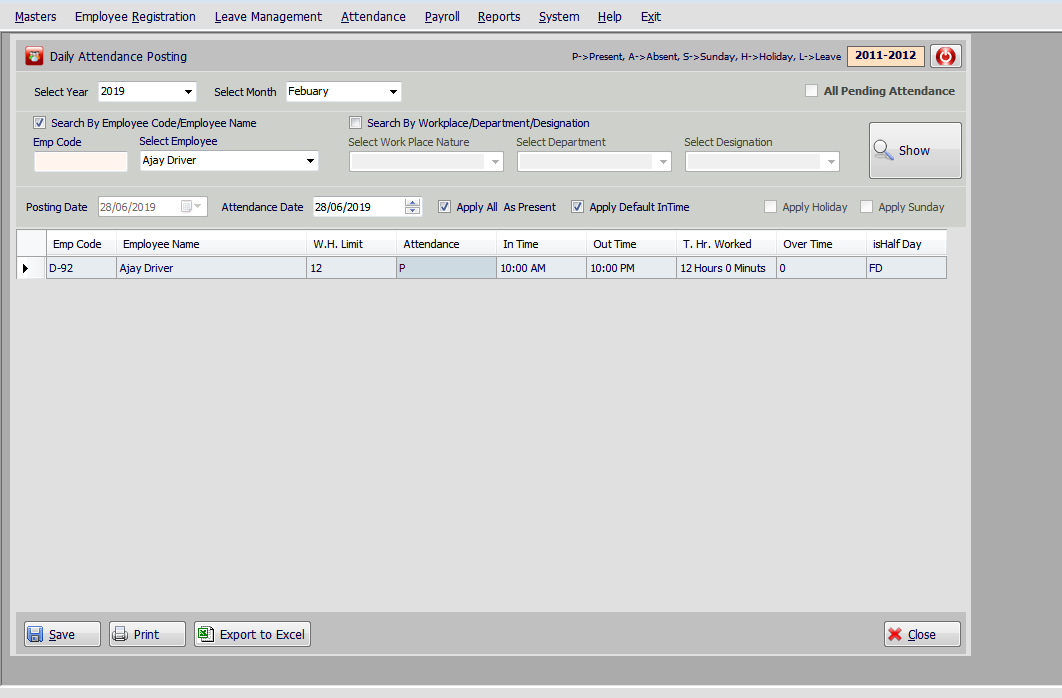 Masters Employee Registration Leave Management Attendance Payroll Reports System Help Exit
Daily Attendance Posting P->Present, A->Absent, S->Sunday, H->Holiday, L->Leave 2011-2012
Select Year 2019 Select Month Febuary All Pending Attendance
Search By Employee Code/Employee Name Search By Workplace/Department/Designation
Emp Code Select Employee Select Work Place Nature Select Department Select Designation
Ajay Driver Show
Posting Date 28/06/2019 Attendance Date 28/06/2019 Apply All As Present Apply Default InTime Apply Holiday Apply Sunday
Emp Code Employee Name W.H. Limit Attendance In Time Out Time T. Hr. Worked Over Time isHalf Day
D-92 Ajay Driver 12 P 10:00 AM 10:00 PM 12 Hours 0 Minuts 0 FD
Save Print Export to Excel Close